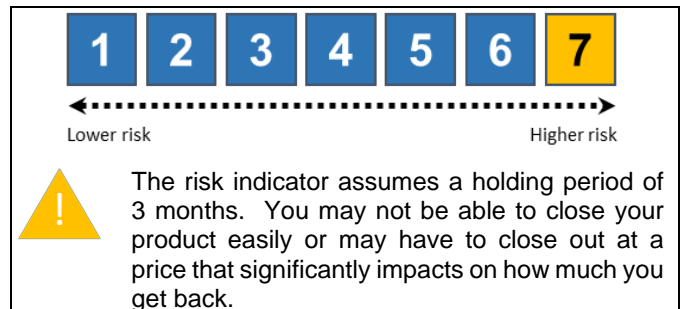 1 2 3 4 5 6 7
Lower risk Higher risk
!
The risk indicator assumes a holding period of
3 months. You may not be able to close your
product easily or may have to close out at a
price that significantly impacts on how much you
get back.